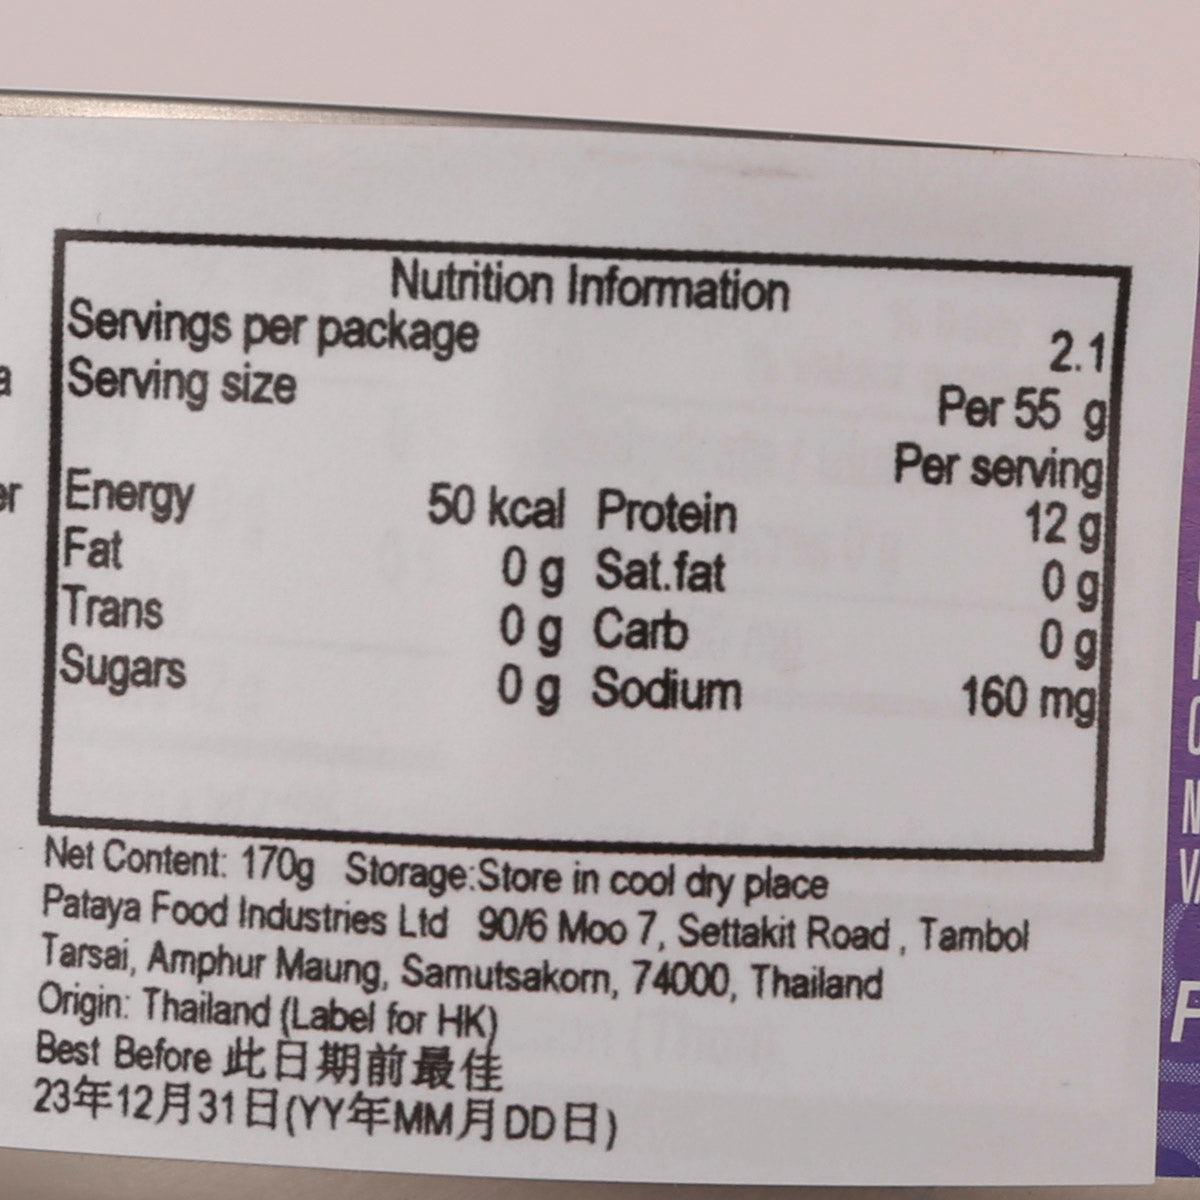 Nutrition Information
Servings per package 2.1
Serving size Per 55 g
Per serving
Energy 50 kcal Protein 12 g
Fat 0 g Sat.fat 0 g
Trans 0 g Carb 0 g
Sugars 0 g Sodium 160 mg
Net Content: 170g Storage:Store in cool dry place
Pataya Food Industries Ltd 90/6 Moo 7, Settakit Road , Tambol
Tarsai, Amphur Maung, Samutsakorn, 74000, Thailand
Origin: Thailand (Label for HK)
Best Before 此日期前最佳
23年12月31日(YY年MM月DD日)